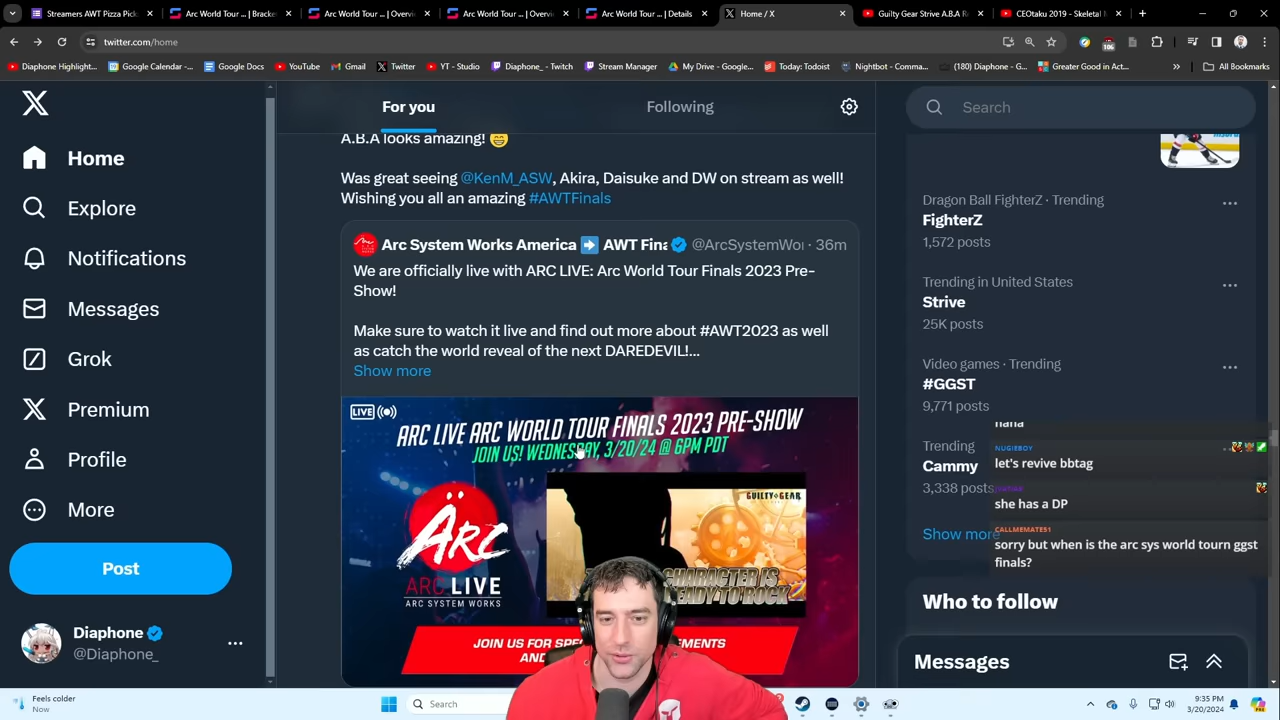 Streamers AWT Pizza Pick
Arc World Tour ... | Bracke
Arc World Tour ... | Overvi
Arc World Tour ... | Overvi
Arc World Tour ... | Details
Home / X
Guilty Gear Strive A.B.A R
CEOtaku 2019 - Skeletal
twitter.com/home
106
Diaphone Highlight...
Google Calendar -...
Google Docs
YouTube
Gmail
Twitter
YT - Studio
Diaphone_ - Twitch
Stream Manager
My Drive - Google...
Todoist: Today: Todoist
Nightbot - Comma...
(180) Diaphone - G...
Greater Good in Act...
All Bookmarks
Home
Explore
Notifications
Messages
Grok
Premium
Profile
More
Post
Diaphone
@Diaphone_
For you
Following
A.B.A looks amazing! 😁
Was great seeing @KenM_ASW, Akira, Daisuke and DW on stream as well!
Wishing you all an amazing #AWTFinals
Arc System Works America ➡️ AWT Fina @ArcSystemWo · 36m
We are officially live with ARC LIVE: Arc World Tour Finals 2023 Pre-
Show!
Make sure to watch it live and find out more about #AWT2023 as well
as catch the world reveal of the next DAREDEVIL!...
Show more
LIVE
ARC LIVE ARC WORLD TOUR FINALS 2023 PRE-SHOW
JOIN US! WEDNESDAY, 3/20/24 @ 6PM PDT
ARC
ARC LIVE
ARC SYSTEM WORKS
GUILTY GEAR
CHARACTER IS
READY TO ROCK
JOIN US FOR SPE EMENTS
AND
Search
Dragon Ball FighterZ · Trending
FighterZ
1,572 posts
Trending in United States
Strive
25K posts
Video games · Trending
#GGST
9,771 posts
Trending
Cammy
3,338 posts
Show more
haha
NUGIEBOY
let's revive bbtag
she has a DP
CALLMEMATE51
sorry but when is the arc sys world tourn ggst
finals?
Who to follow
Messages
Feels colder
Now
Search
9:35 PM
3/20/2024